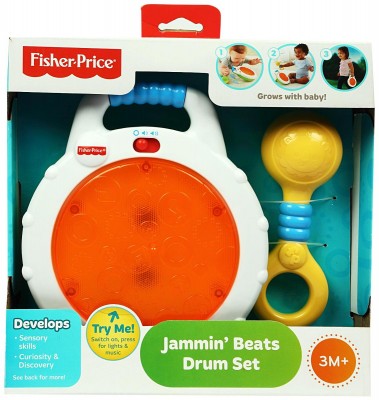 Fisher-Price®
1
2
3
Grows with baby!
Fisher-Price
Develops
• Sensory
skills
• Curiosity &
Discovery
See back for more!
Try Me!
Switch on, press
for lights &
music
Jammin' Beats
Drum Set
3M+